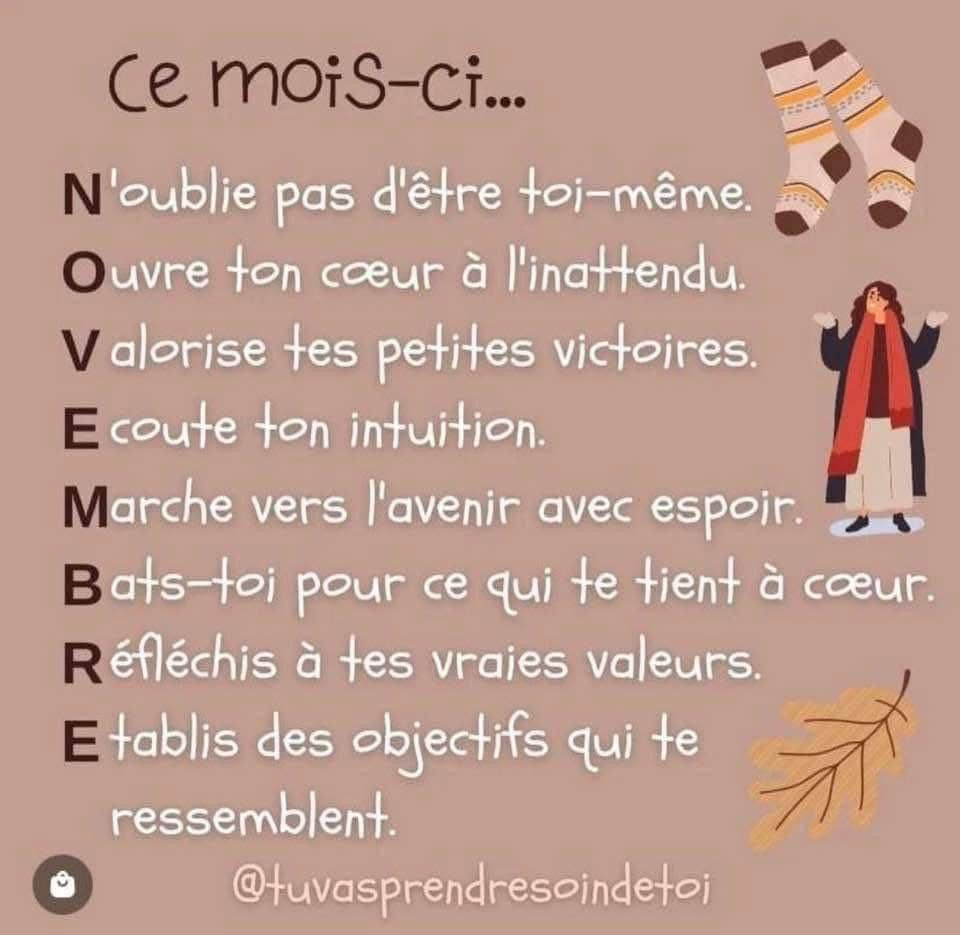 Ce mois-ci...
N'oublie pas d'être toi-même.
Ouvre ton cœur à l'inattendu.
Valorise tes petites victoires.
Ecoute ton intuition.
Marche vers l'avenir avec espoir.
Bats-toi pour ce qui te tient à cœur.
Réfléchis à tes vraies valeurs.
Etablis des objectifs qui te
ressemblent.
@tuvasprendresoindetoi